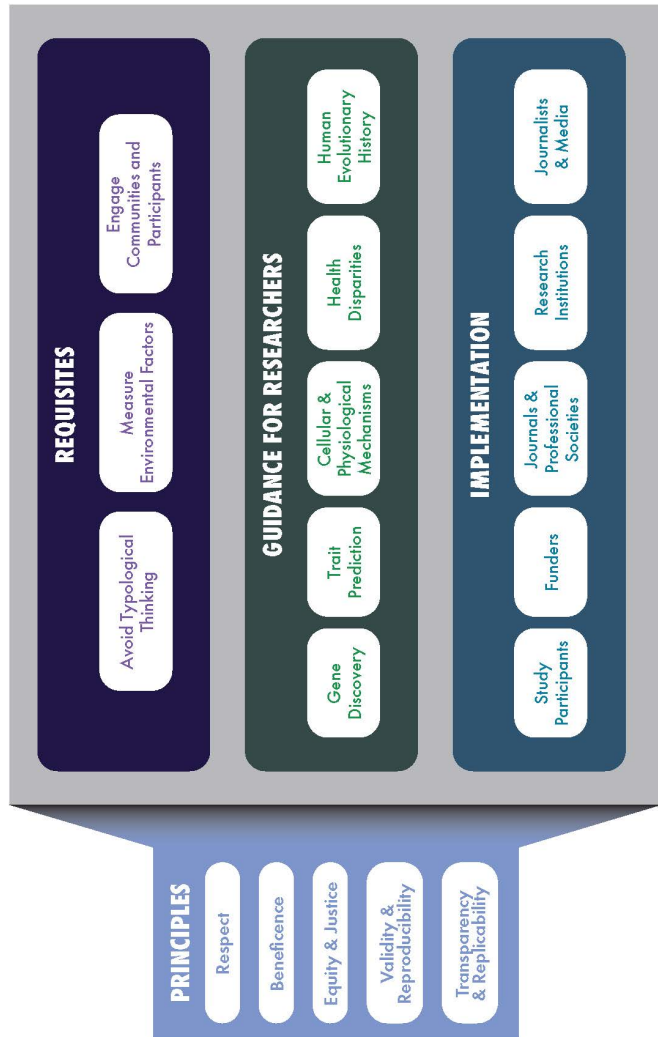 PRINCIPLES
Respect
Beneficence
Equity & Justice
Validity &
Reproducibility
Transparency
& Replicability
REQUISITES
Avoid Typological
Thinking
Measure
Environmental Factors
Engage
Communities and
Participants
GUIDANCE FOR RESEARCHERS
Gene
Discovery
Trait
Prediction
Cellular &
Physiological
Mechanisms
Health
Disparities
Human
Evolutionary
History
IMPLEMENTATION
Study
Participants
Funders
Journals &
Professional
Societies
Research
Institutions
Journalists
& Media